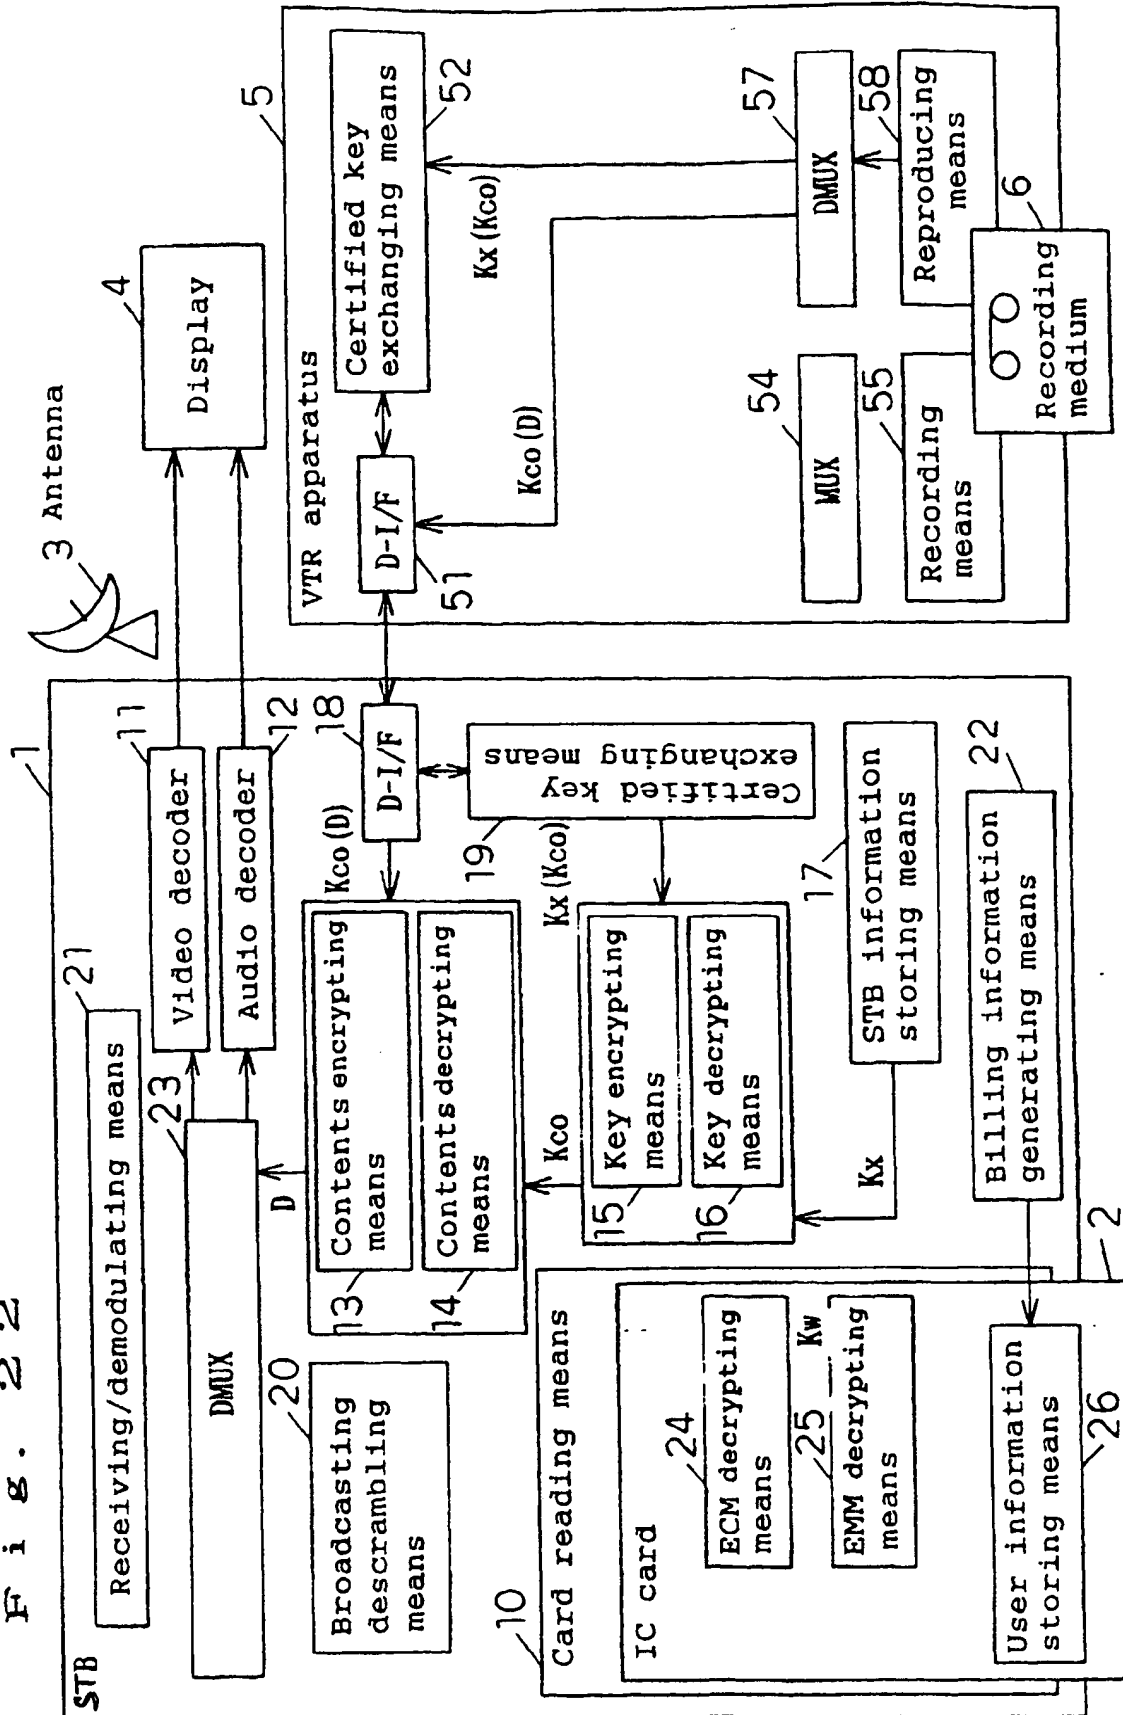 Fig. 22
STB
1
Receiving/demodulating means
21
3 Antenna
4
Display
DMUX
23
Video decoder
11
Audio decoder
12
D
Kco(D)
18
D-I/F
Broadcasting
descrambling
means
20
Contents encrypting
means
13
Contents decrypting
means
14
Kco
Certified key
exchanging means
19
Kx(Kco)
Key encrypting
means
15
Key decrypting
means
16
Kx
STB information
storing means
17
Billing information
generating means
22
10
Card reading means
IC card
2
ECM decrypting
means
24
Kw
EMM decrypting
means
25
User information
storing means
26
5
VTR apparatus
D-I/F
51
Certified key
exchanging means
52
Kx(Kco)
Kco(D)
MUX
54
DMUX
57
Recording
means
55
Reproducing
means
58
Recording
medium
6